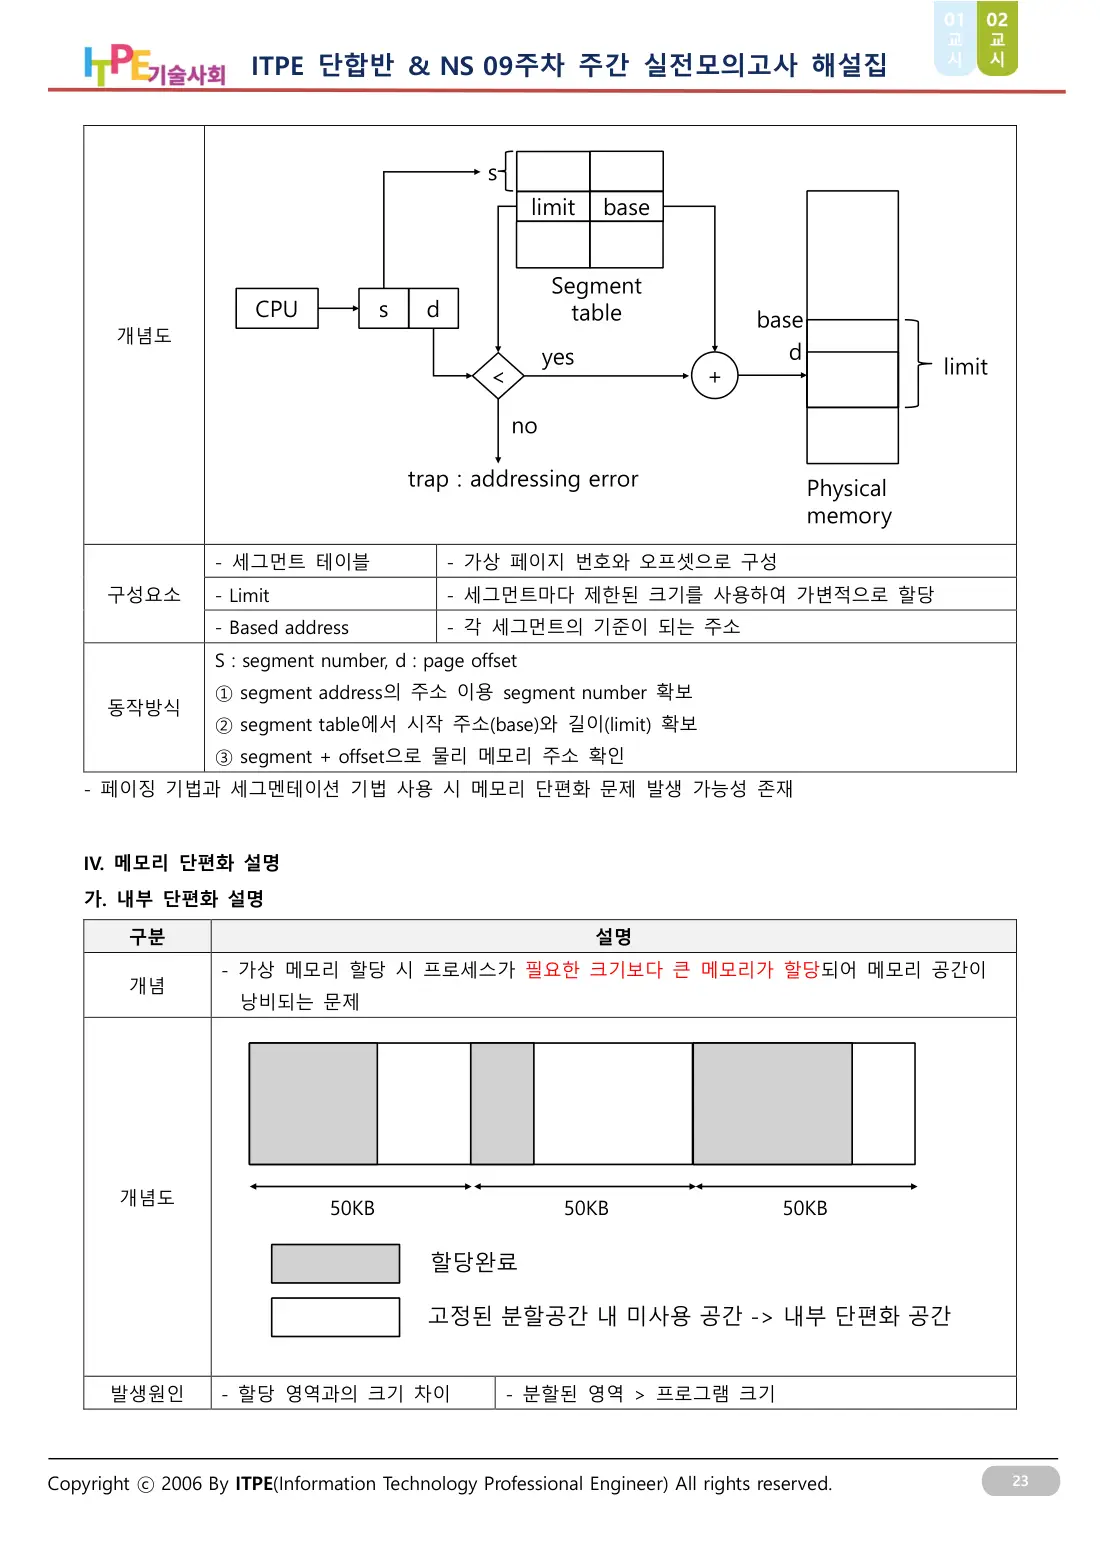 01
교
시
02
교
시
ITPE기술사회
ITPE 단합반 & NS 09주차 주간 실전모의고사 해설집
개념도
s
limit
base
Segment
table
CPU
s
d
base
d
limit
<
yes
+
no
trap : addressing error
Physical
memory
구성요소
- 세그먼트 테이블
- 가상 페이지 번호와 오프셋으로 구성
- Limit
- 세그먼트마다 제한된 크기를 사용하여 가변적으로 할당
- Based address
- 각 세그먼트의 기준이 되는 주소
동작방식
S : segment number, d : page offset
① segment address의 주소 이용 segment number 확보
② segment table에서 시작 주소(base)와 길이(limit) 확보
③ segment + offset으로 물리 메모리 주소 확인
- 페이징 기법과 세그멘테이션 기법 사용 시 메모리 단편화 문제 발생 가능성 존재
IV. 메모리 단편화 설명
가. 내부 단편화 설명
구분
설명
개념
- 가상 메모리 할당 시 프로세스가 필요한 크기보다 큰 메모리가 할당되어 메모리 공간이
낭비되는 문제
개념도
50KB
50KB
50KB
할당완료
고정된 분할공간 내 미사용 공간 -> 내부 단편화 공간
발생원인
- 할당 영역과의 크기 차이
- 분할된 영역 > 프로그램 크기
Copyright ⓒ 2006 By ITPE(Information Technology Professional Engineer) All rights reserved.
23